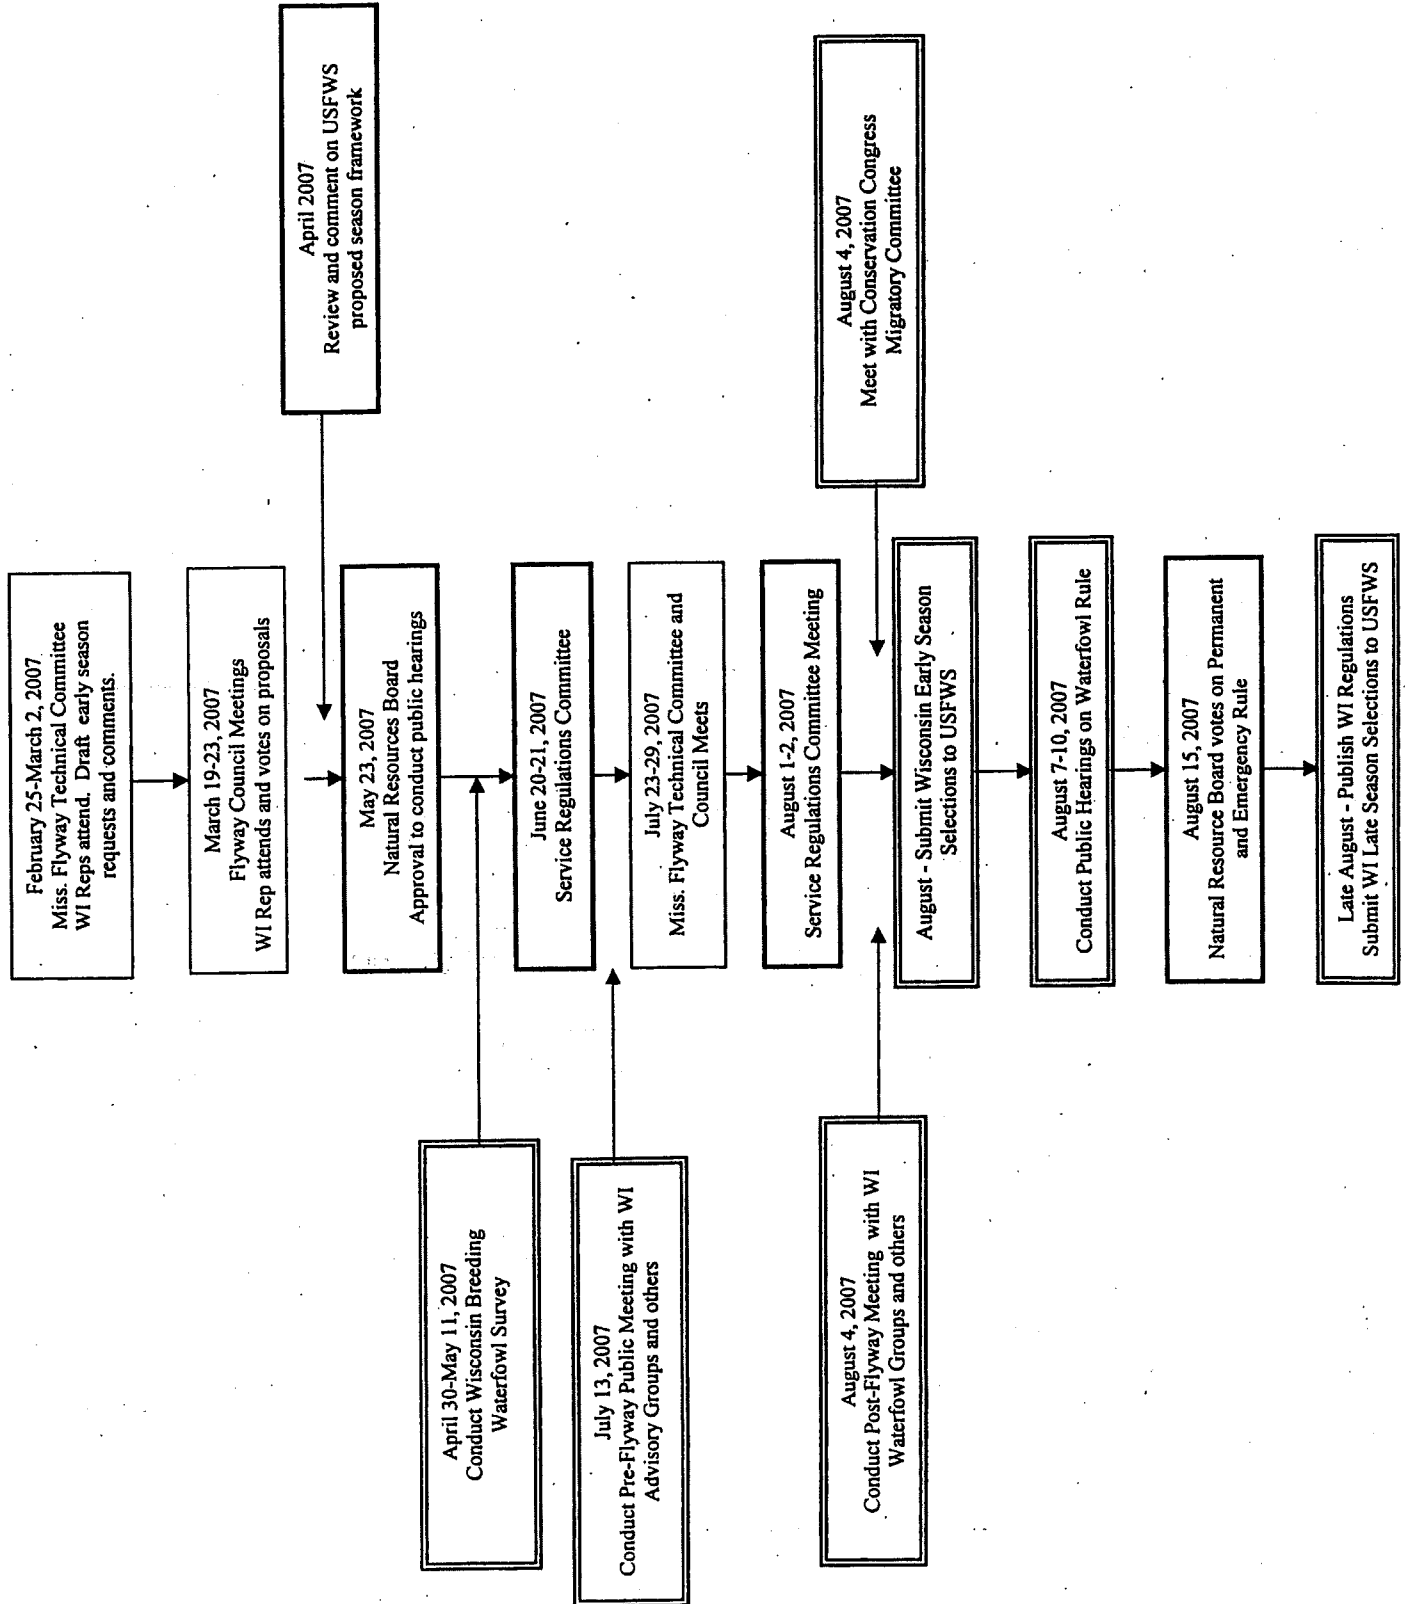 February 25-March 2, 2007
Miss. Flyway Technical Committee
WI Reps attend.  Draft  early season
requests and comments.
March 19-23, 2007
Flyway Council Meetings
WI Rep attends and votes on proposals
April 2007
Review and comment on USFWS
proposed season framework
May 23, 2007
Natural Resources Board
Approval to conduct public hearings
April 30-May 11, 2007
Conduct Wisconsin Breeding
Waterfowl Survey
June 20-21, 2007
Service Regulations Committee
July 13, 2007
Conduct Pre-Flyway Public Meeting with WI
Advisory Groups and others
July 23-29, 2007
Miss. Flyway Technical Committee and
Council Meets
August 1-2, 2007
Service Regulations Committee Meeting
August 4, 2007
Meet with Conservation Congress
Migratory Committee
August 4, 2007
Conduct Post-Flyway Meeting  with WI
Waterfowl Groups and others
August - Submit Wisconsin Early Season
Selections to USFWS
August 7-10, 2007
Conduct Public Hearings on Waterfowl Rule
August 15, 2007
Natural Resource Board votes on Permanent
and Emergency Rule
Late August - Publish WI Regulations
Submit WI Late Season Selections to USFWS